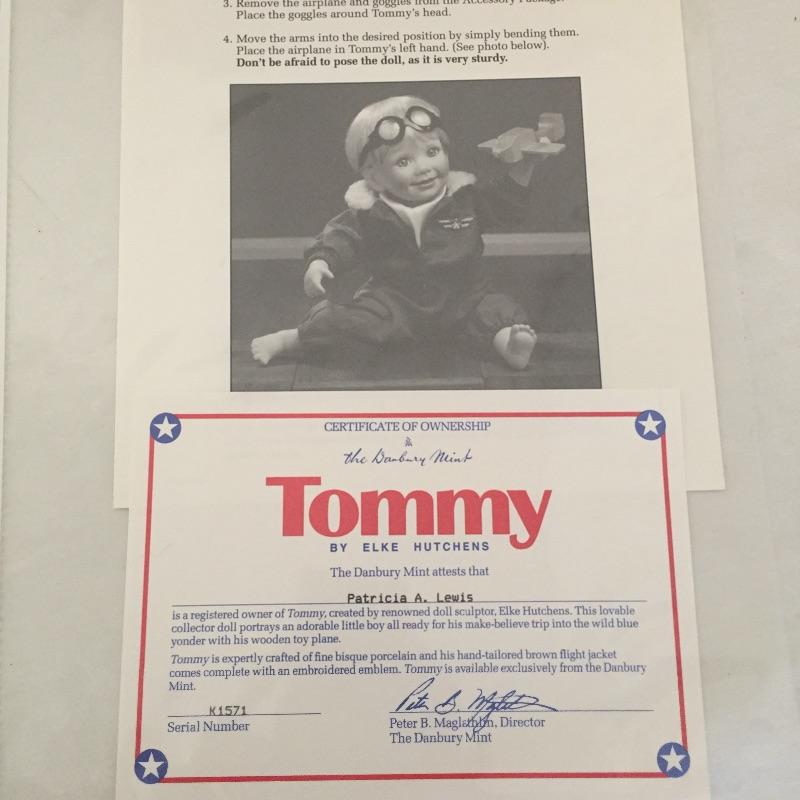 3. Remove the airplane and goggles from the Accessory Package.
Place the goggles around Tommy's head.
4. Move the arms into the desired position by simply bending them.
Place the airplane in Tommy's left hand. (See photo below).
Don't be afraid to pose the doll, as it is very sturdy.
CERTIFICATE OF OWNERSHIP
the Danbury Mint
Tommy
BY ELKE HUTCHENS
The Danbury Mint attests that
Patricia A. Lewis
is a registered owner of Tommy, created by renowned doll sculptor, Elke Hutchens. This lovable
collector doll portrays an adorable little boy all ready for his make-believe trip into the wild blue
yonder with his wooden toy plane.
Tommy is expertly crafted of fine bisque porcelain and his hand-tailored brown flight jacket
comes complete with an embroidered emblem. Tommy is available exclusively from the Danbury
Mint.
K1571
Serial Number
Peter B. Maglathlin
Peter B. Maglathlin, Director
The Danbury Mint